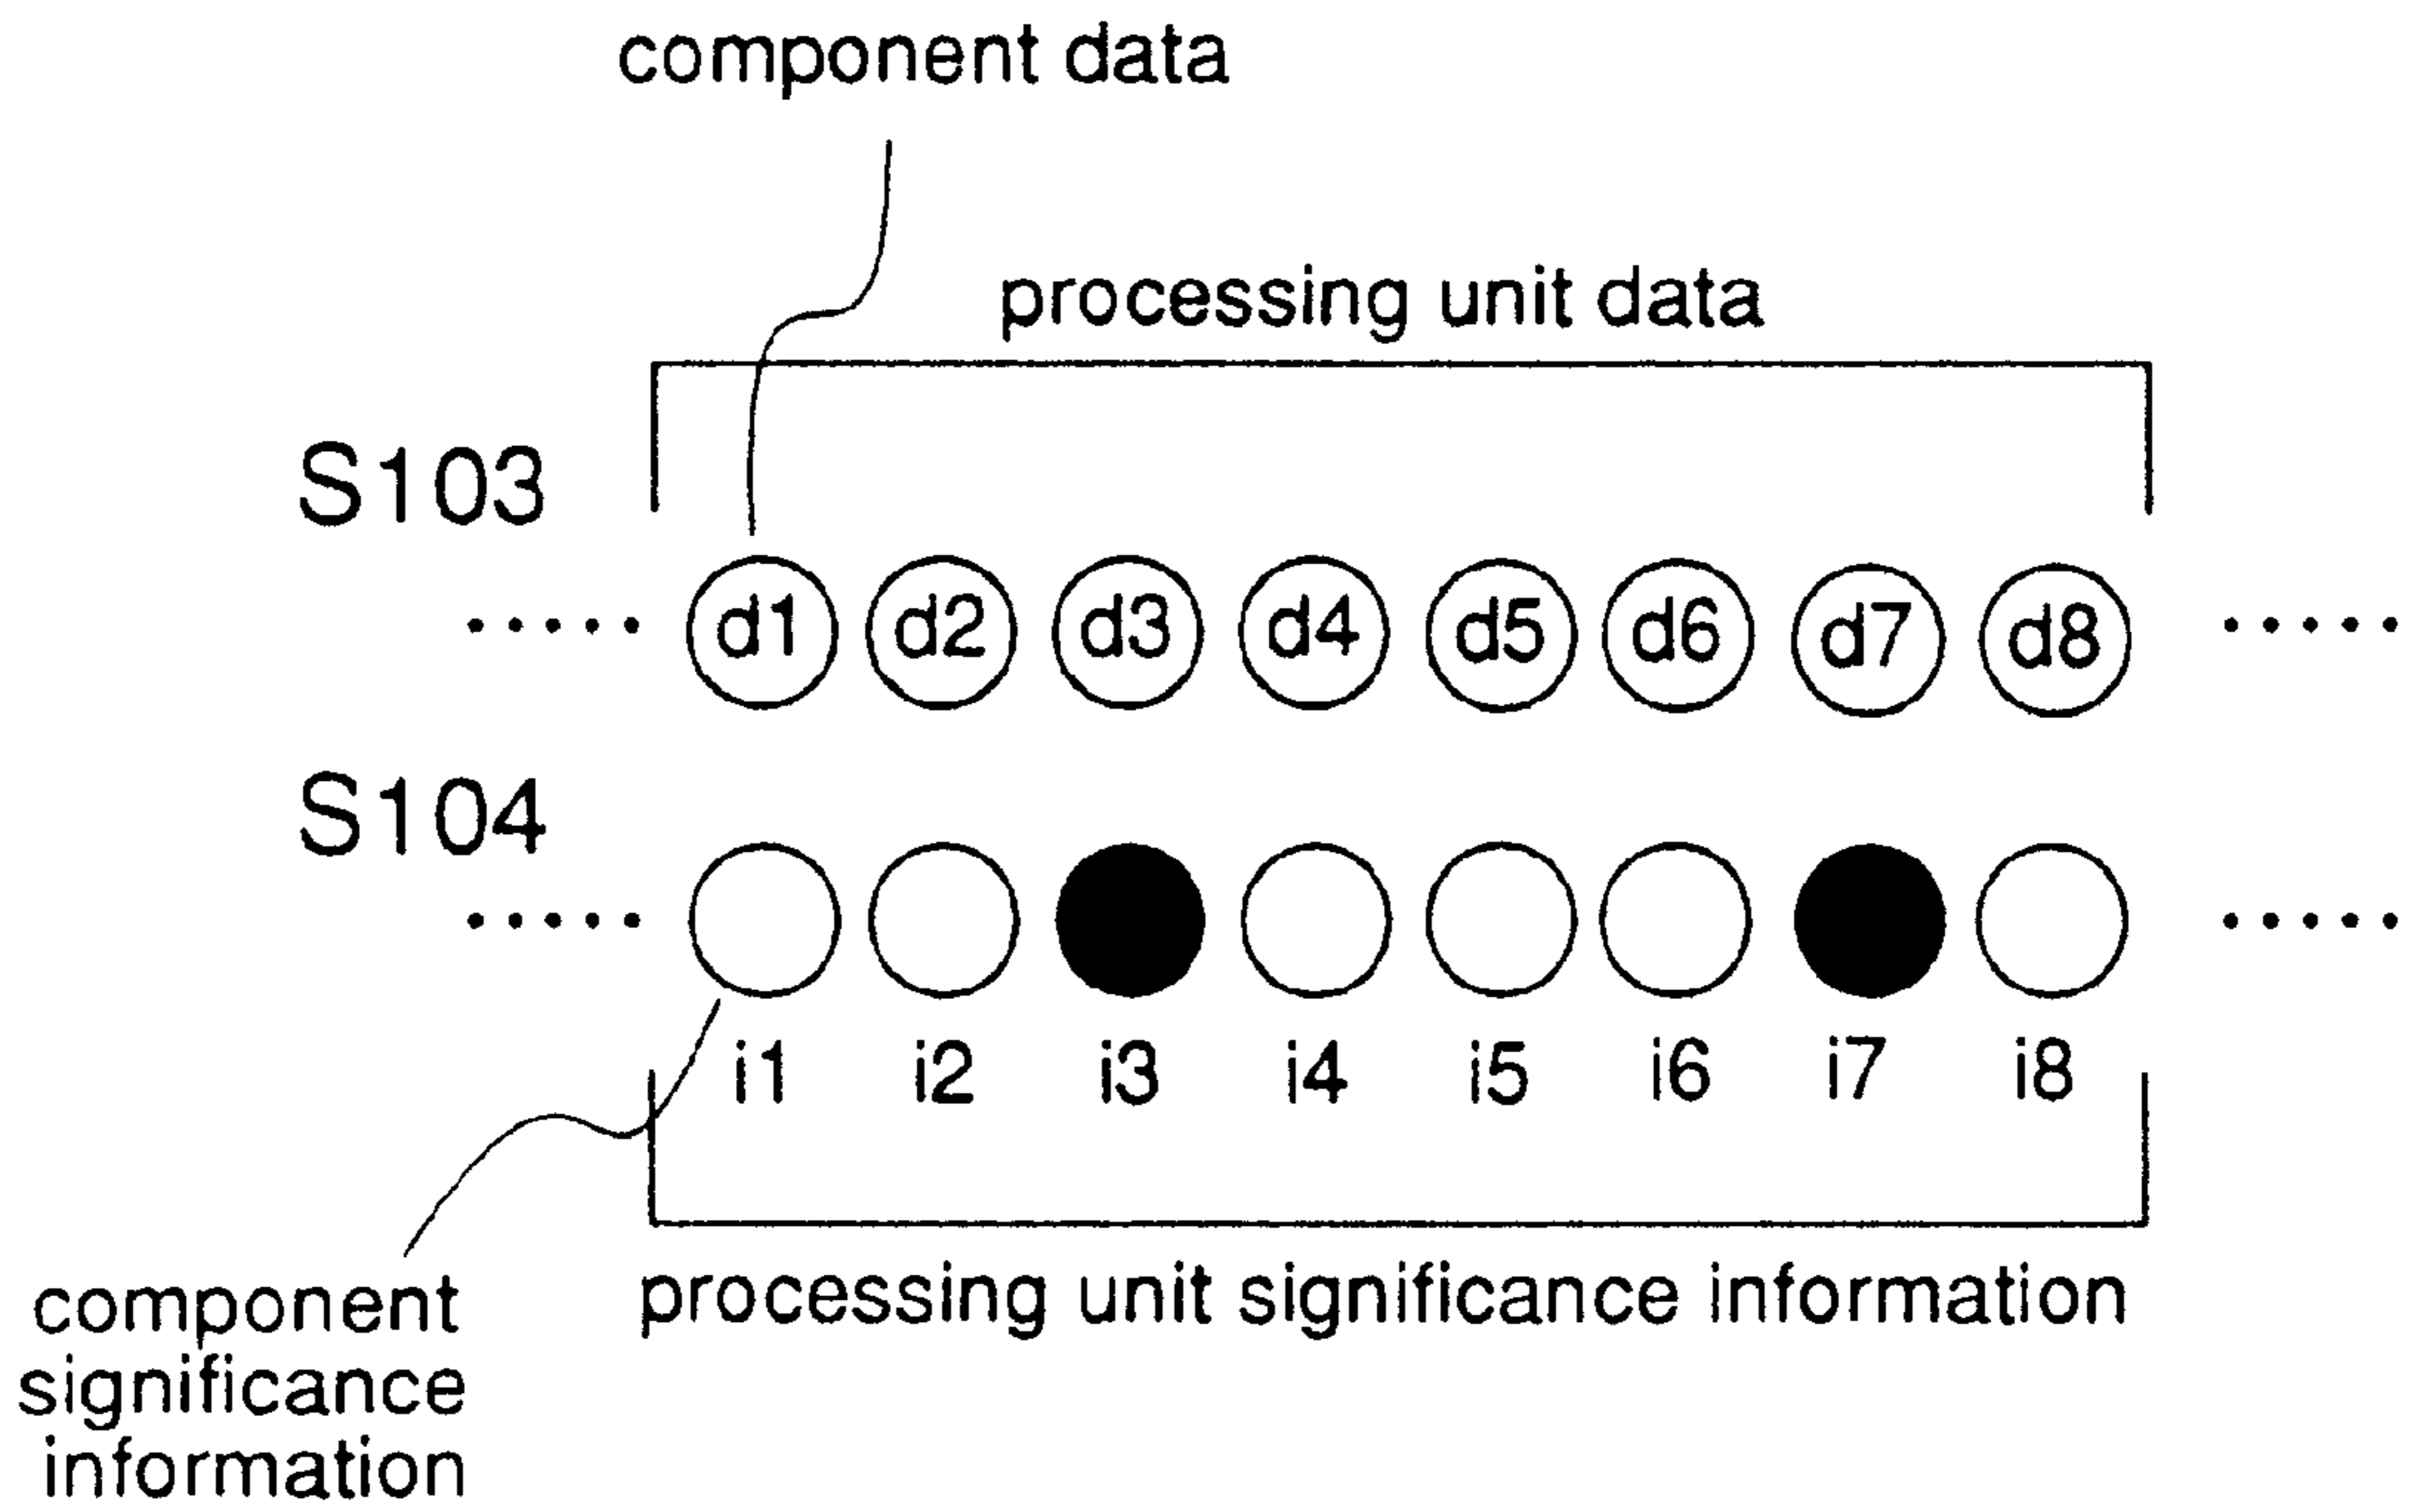 component data
processing unit data
S103
..... d1 d2 d3 d4 d5 d6 d7 d8 .....
S104
..... .....
i1 i2 i3 i4 i5 i6 i7 i8
processing unit significance information
component
significance
information